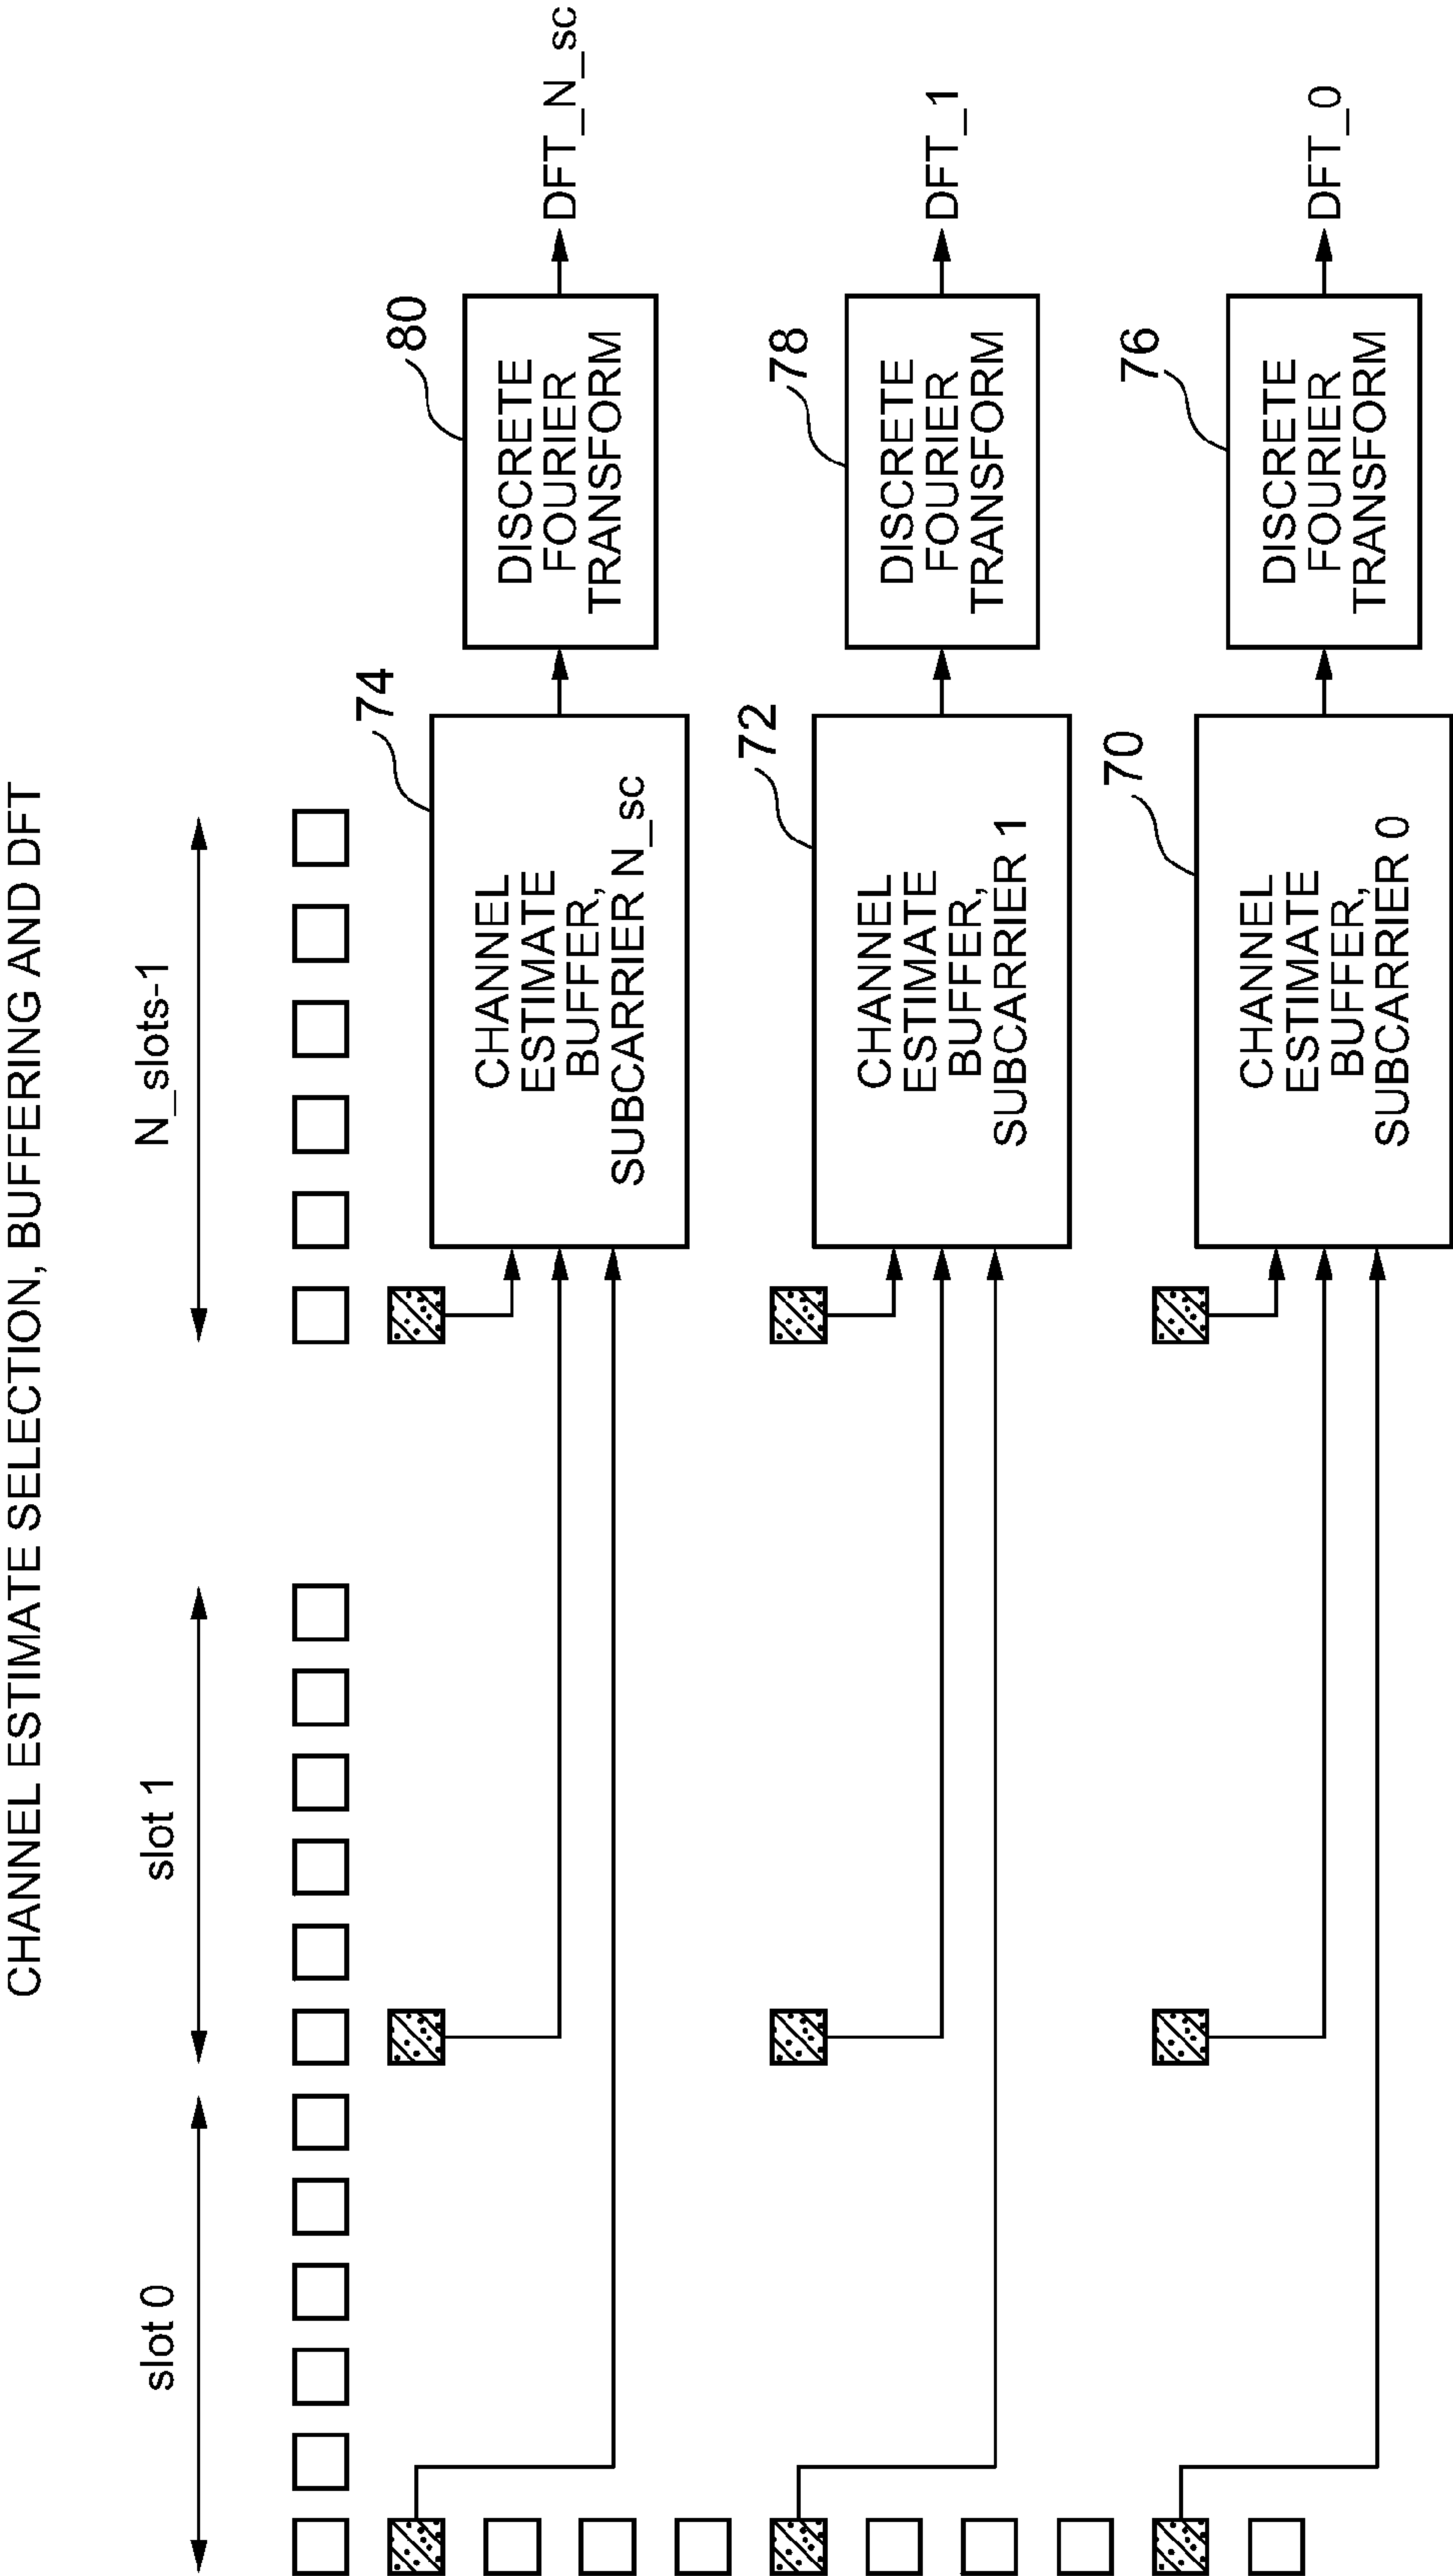 CHANNEL ESTIMATE SELECTION, BUFFERING AND DFT
slot 0
slot 1
N_slots-1
74
CHANNEL
ESTIMATE
BUFFER,
SUBCARRIER N_sc
80
DISCRETE
FOURIER
TRANSFORM
DFT_N_sc
72
CHANNEL
ESTIMATE
BUFFER,
SUBCARRIER 1
78
DISCRETE
FOURIER
TRANSFORM
DFT_1
70
CHANNEL
ESTIMATE
BUFFER,
SUBCARRIER 0
76
DISCRETE
FOURIER
TRANSFORM
DFT_0